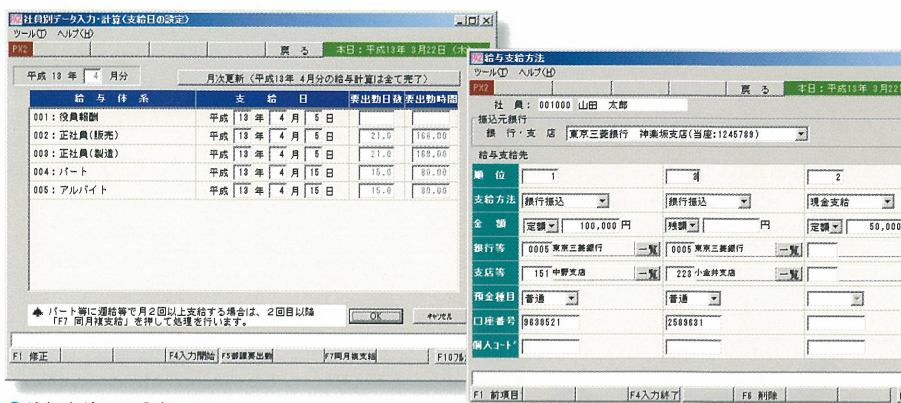 社員別データ入力・計算(支給日の設定)
ツール(T) ヘルプ(H)
PX2 戻る 本日:平成13年 3月22日(木)
平成 13 年 4 月分 月次更新(平成13年 4月分の給与計算は全て完了)
給与体系 支給日 要出勤日数 要出勤時間
001:役員報酬 平成 13 年 4 月 5 日
002:正社員(販売) 平成 13 年 4 月 5 日 21.0 168.00
003:正社員(製造) 平成 13 年 4 月 5 日 21.0 168.00
004:パート 平成 13 年 4 月 15 日 15.0 80.00
005:アルバイト 平成 13 年 4 月 15 日 15.0 80.00
パート等に週給等で月2回以上支給する場合は、2回目以降
「F7 同月複支給」を押して処理を行います。
OK キャンセル
F1 修正 F4入力開始 F5部課要出勤 F7同月複支給
給与支給方法
ツール(T) ヘルプ(H)
PX2 戻る 本日:平成13年 3月22
社員:001000 山田 太郎
振込元銀行
銀行・支店 東京三菱銀行 神楽坂支店(当座:1245789)
給与支給先
順位 1 3 2
支給方法 銀行振込 銀行振込 現金支給
金額 定額 100,000円 残額 円 定額 50,000
銀行等 0005 東京三菱銀行 一覧 0005 東京三菱銀行 一覧
支店等 151 中野支店 一覧 223 小金井支店 一覧
預金種目 普通 普通
口座番号 9638521 2589631
個人コード
F1 前項目 F4入力終了 F6 削除